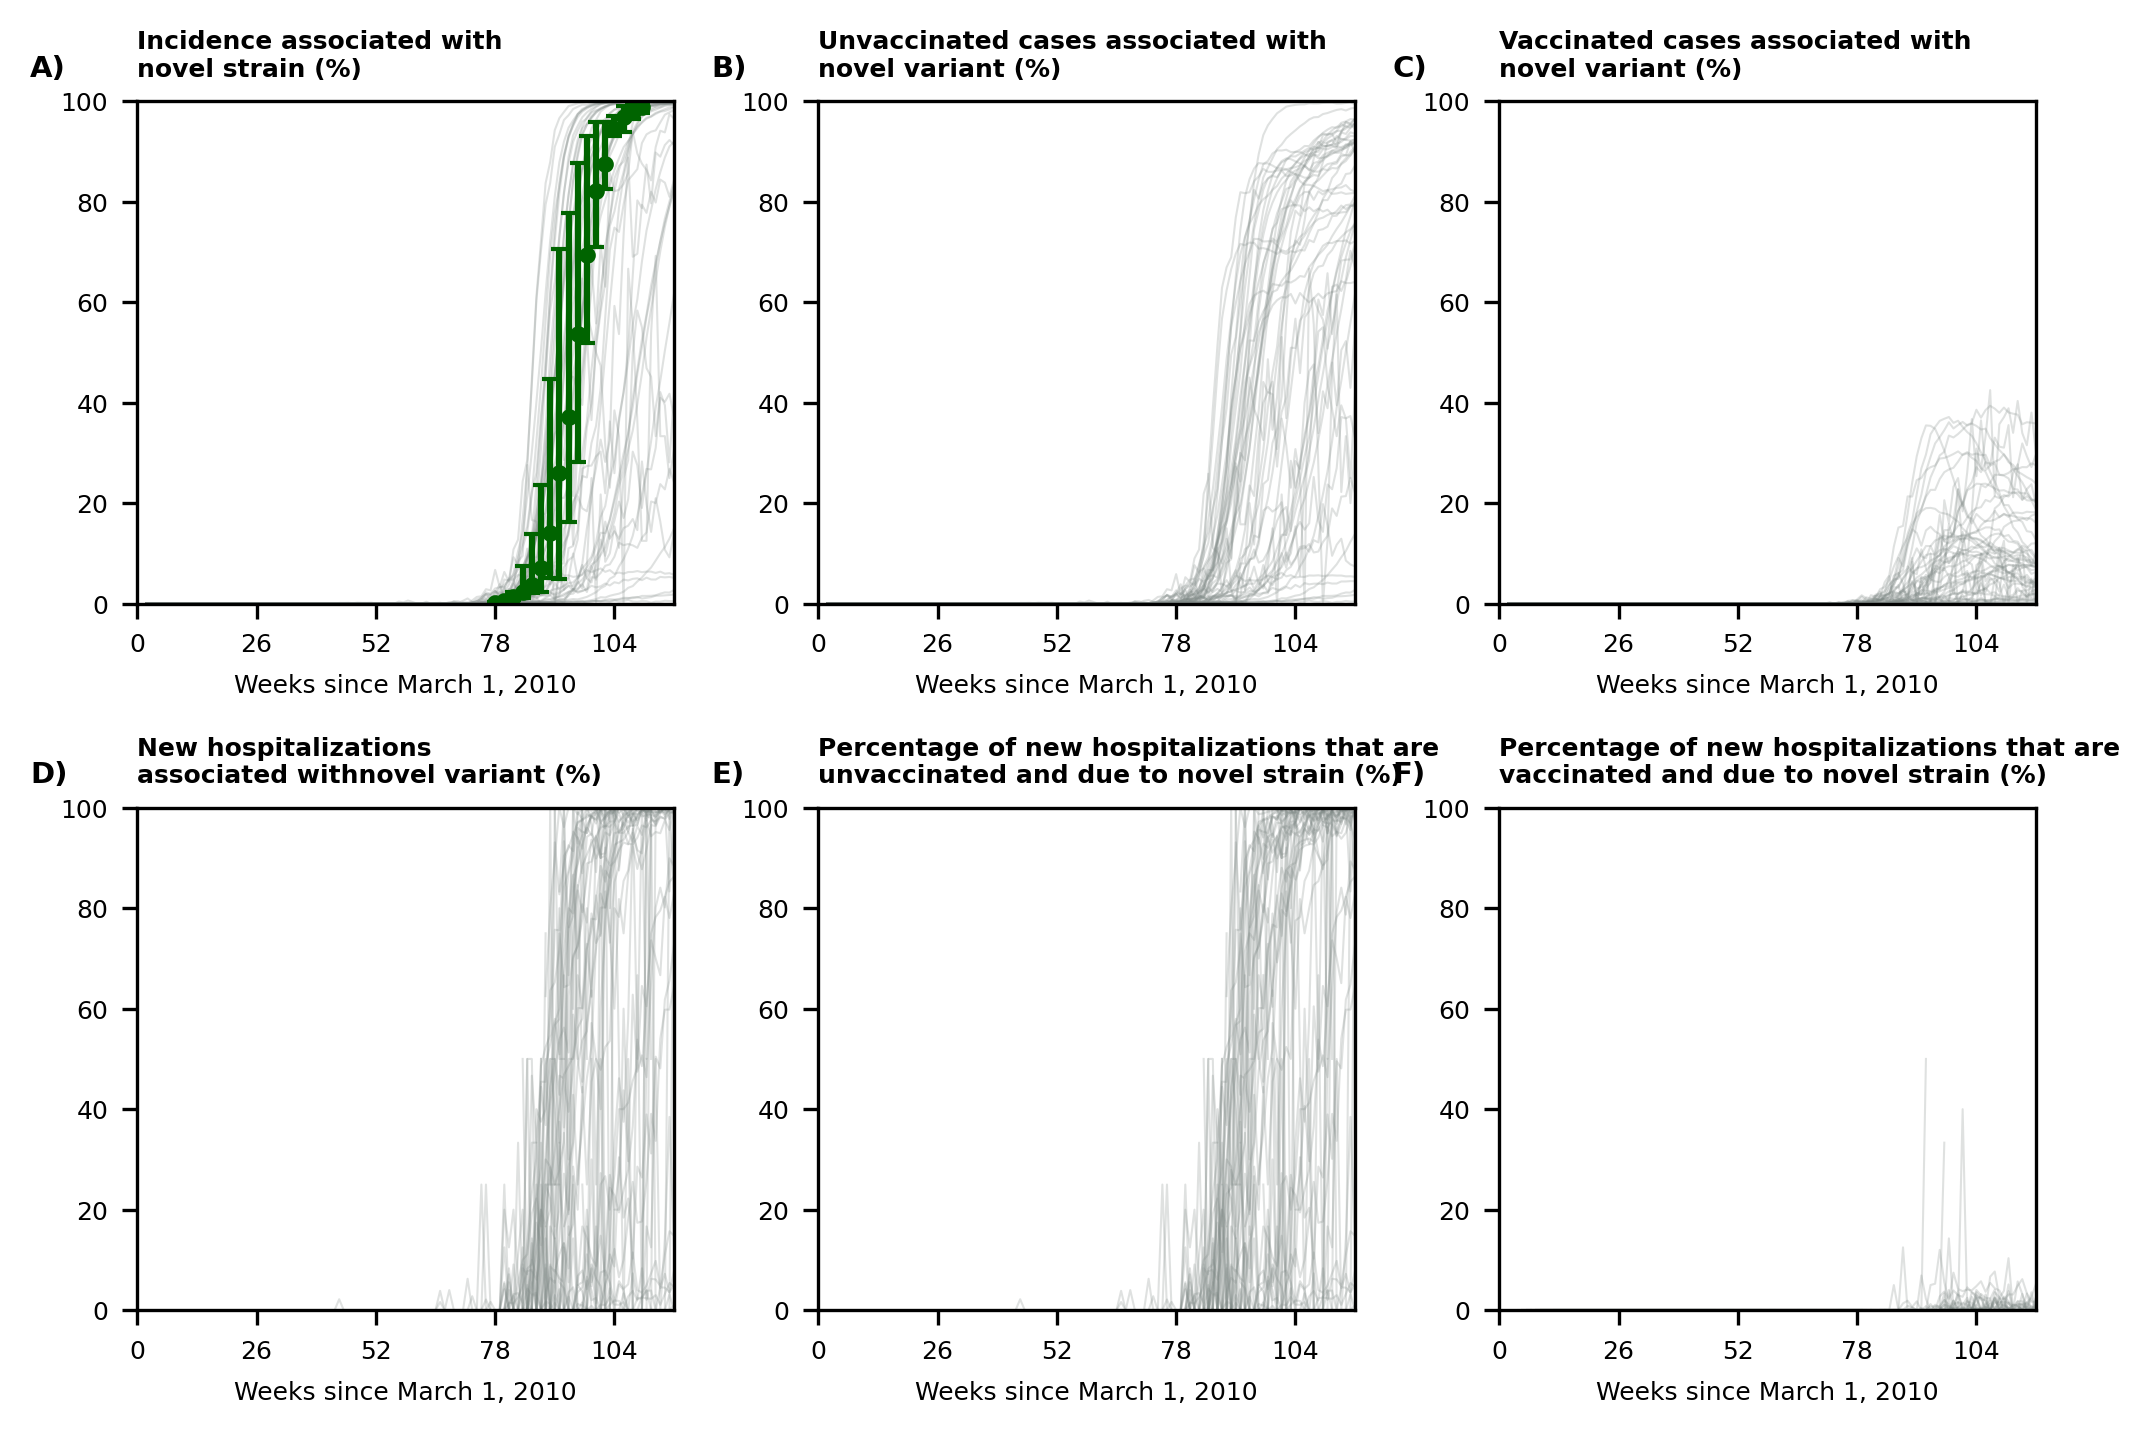 A)
Incidence associated with
novel strain (%)
100
80
60
40
20
0
0 26 52 78 104
Weeks since March 1, 2010
B)
Unvaccinated cases associated with
novel variant (%)
100
80
60
40
20
0
0 26 52 78 104
Weeks since March 1, 2010
C)
Vaccinated cases associated with
novel variant (%)
100
80
60
40
20
0
0 26 52 78 104
Weeks since March 1, 2010
D)
New hospitalizations
associated withnovel variant (%)
100
80
60
40
20
0
0 26 52 78 104
Weeks since March 1, 2010
E)
Percentage of new hospitalizations that are
unvaccinated and due to novel strain (%)
100
80
60
40
20
0
0 26 52 78 104
Weeks since March 1, 2010
F)
Percentage of new hospitalizations that are
vaccinated and due to novel strain (%)
100
80
60
40
20
0
0 26 52 78 104
Weeks since March 1, 2010